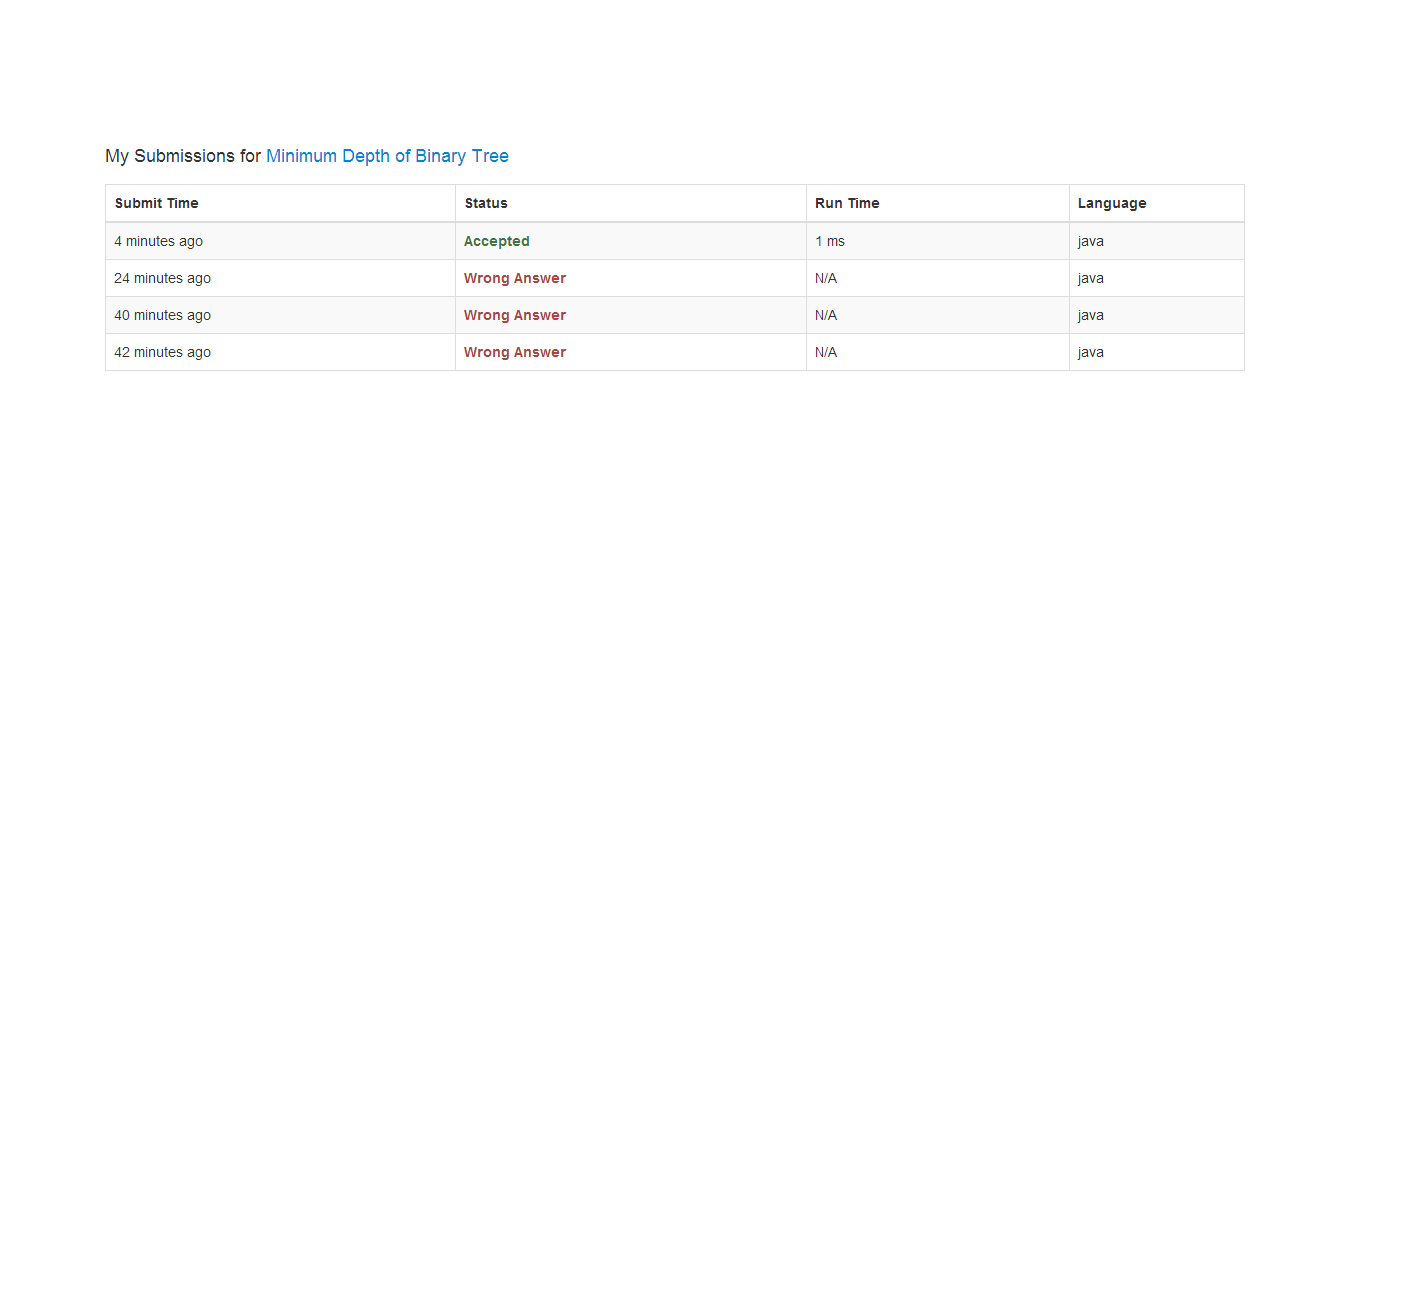 My Submissions for Minimum Depth of Binary Tree
Submit Time Status Run Time Language
4 minutes ago Accepted 1 ms java
24 minutes ago Wrong Answer N/A java
40 minutes ago Wrong Answer N/A java
42 minutes ago Wrong Answer N/A java